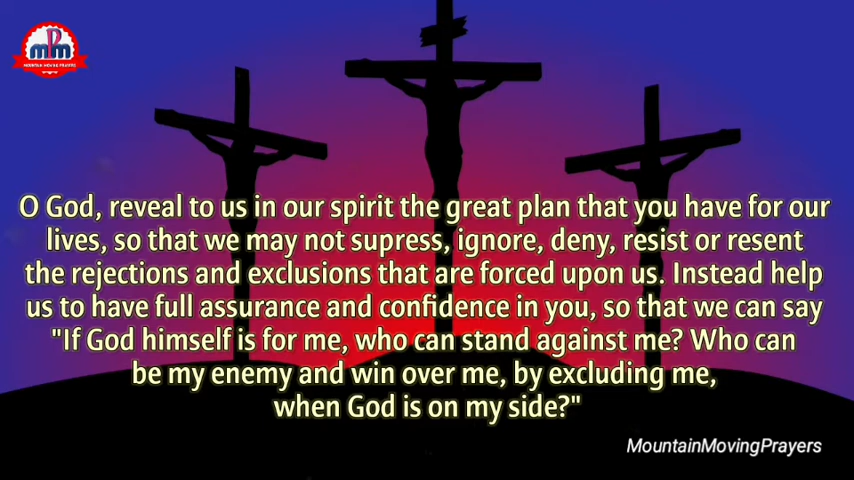 mpm
MOUNTAIN MOVING PRAYERS
O God, reveal to us in our spirit the great plan that you have for our
lives, so that we may not supress, ignore, deny, resist or resent
the rejections and exclusions that are forced upon us. Instead help
us to have full assurance and confidence in you, so that we can say
"If God himself is for me, who can stand against me? Who can
be my enemy and win over me, by excluding me,
when God is on my side?"
MountainMovingPrayers